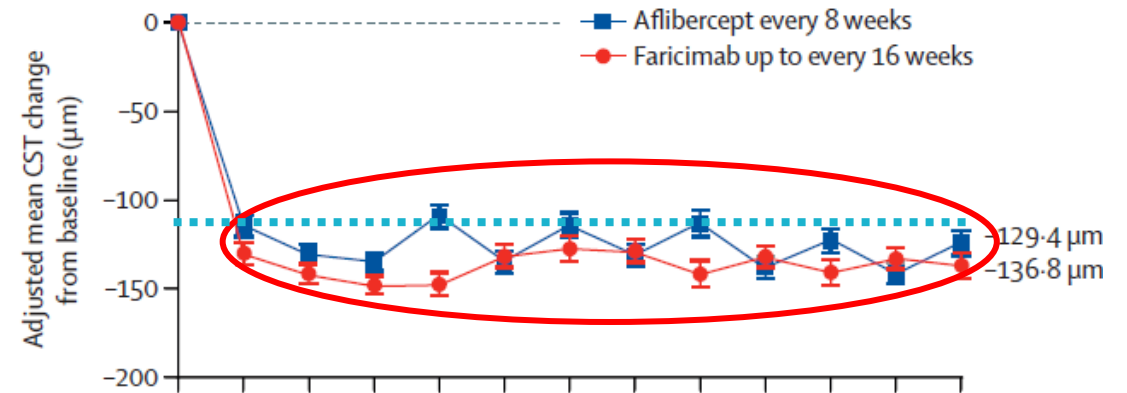 Adjusted mean CST change
from baseline (µm)
0
−50
−100
−150
−200
Aflibercept every 8 weeks
Faricimab up to every 16 weeks
−129·4 µm
−136·8 µm